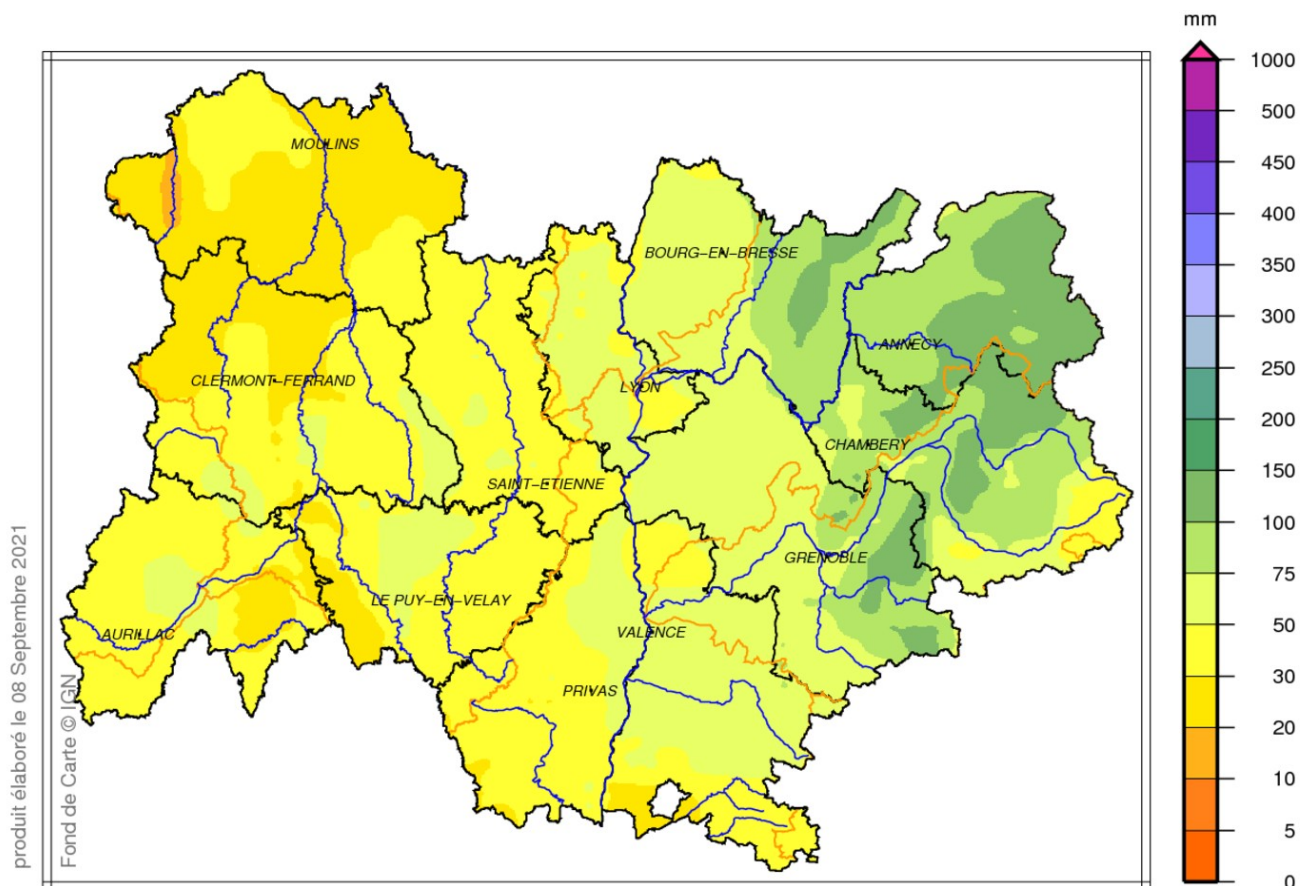 mm
1000
500
450
400
350
300
250
200
150
100
75
50
30
20
10
5
0
MOULINS
BOURG-EN-BRESSE
ANNECY
CLERMONT-FERRAND
LYON
CHAMBERY
SAINT-ETIENNE
GRENOBLE
LE PUY-EN-VELAY
AURILLAC
VALENCE
PRIVAS
produit élaboré le 08 Septembre 2021
Fond de Carte © IGN